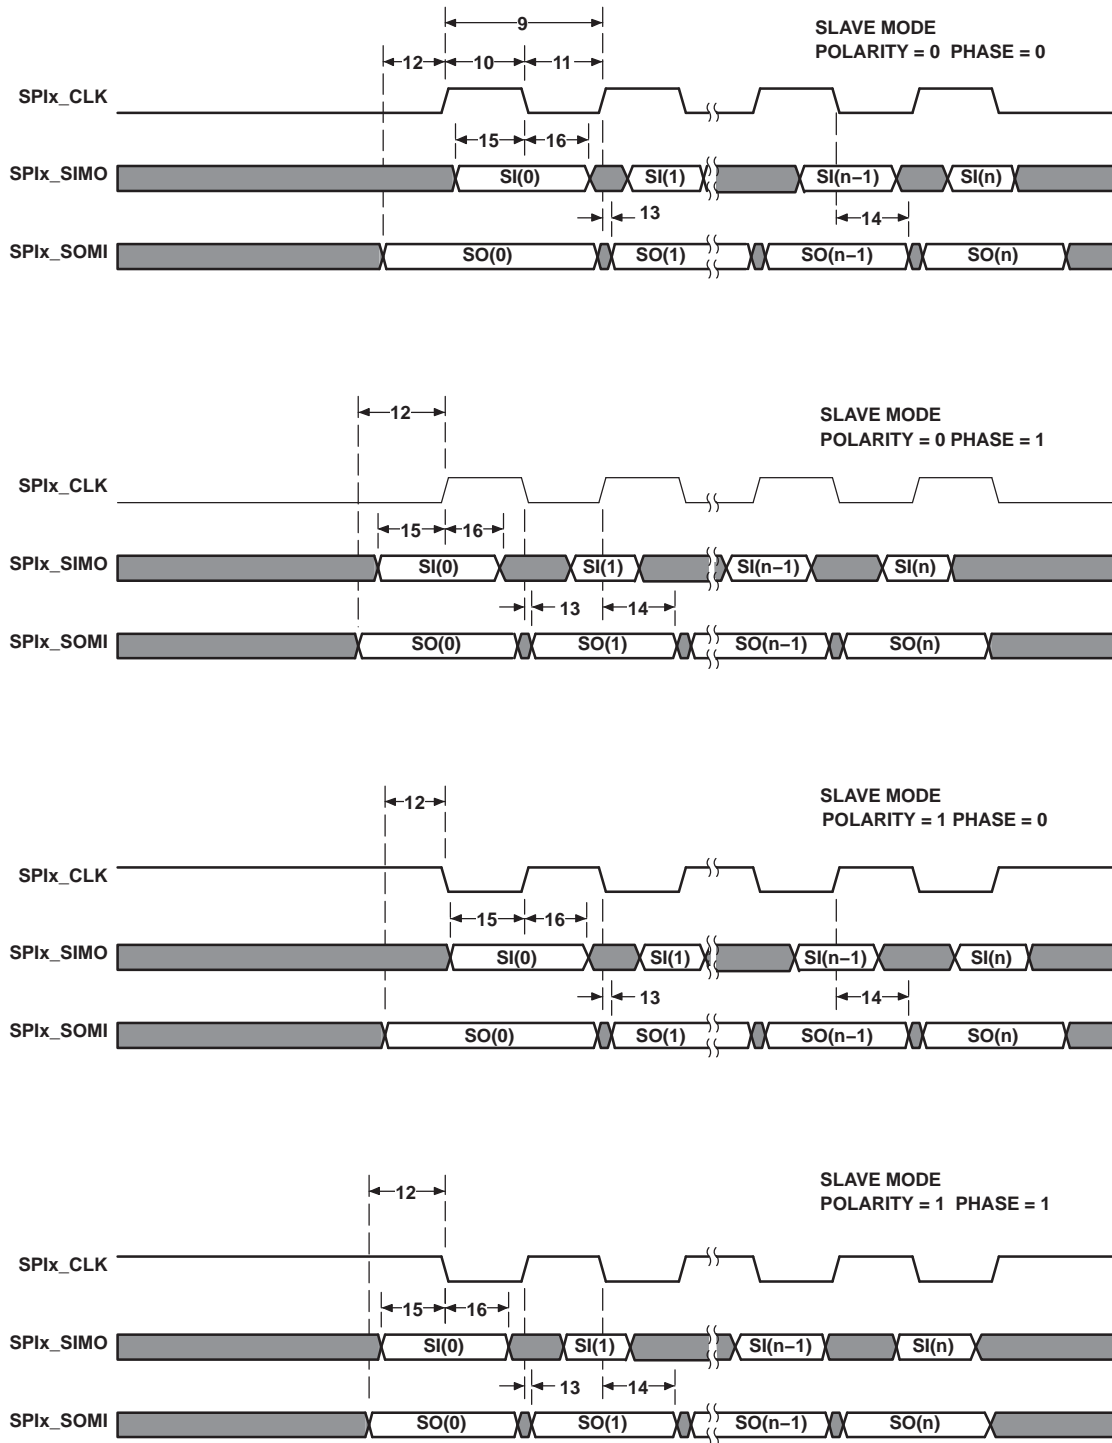 9
SLAVE MODE
POLARITY = 0 PHASE = 0
12 10 11
SPIx_CLK
15 16
SPIx_SIMO SI(0) SI(1) SI(n−1) SI(n)
13 14
SPIx_SOMI SO(0) SO(1) SO(n−1) SO(n)
12
SLAVE MODE
POLARITY = 0 PHASE = 1
SPIx_CLK
15 16
SPIx_SIMO SI(0) SI(1) SI(n−1) SI(n)
13 14
SPIx_SOMI SO(0) SO(1) SO(n−1) SO(n)
SLAVE MODE
12
POLARITY = 1 PHASE = 0
SPIx_CLK
15 16
SPIx_SIMO SI(0) SI(1) SI(n−1) SI(n)
13 14
SPIx_SOMI SO(0) SO(1) SO(n−1) SO(n)
SLAVE MODE
12
POLARITY = 1 PHASE = 1
SPIx_CLK
15 16
SPIx_SIMO SI(0) SI(1) SI(n−1) SI(n)
13 14
SPIx_SOMI SO(0) SO(1) SO(n−1) SO(n)